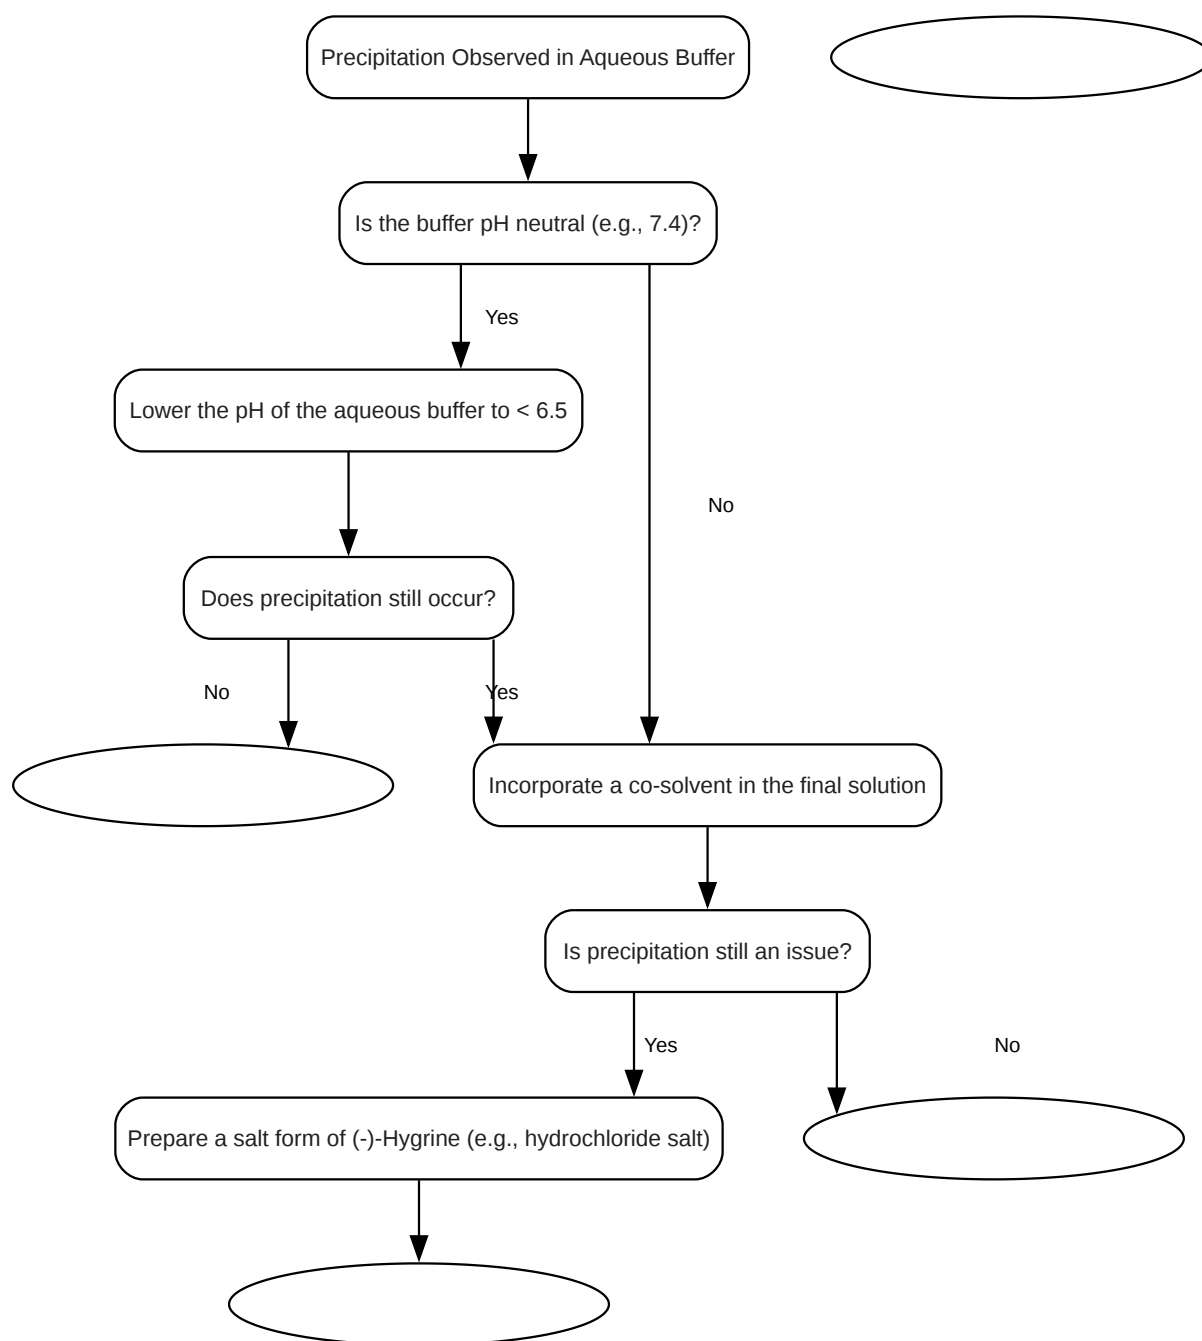 Precipitation Observed in Aqueous Buffer
Is the buffer pH neutral (e.g., 7.4)?
Yes
Lower the pH of the aqueous buffer to < 6.5
No
Does precipitation still occur?
No
Yes
Incorporate a co-solvent in the final solution
Is precipitation still an issue?
Yes
No
Prepare a salt form of (-)-Hygrine (e.g., hydrochloride salt)